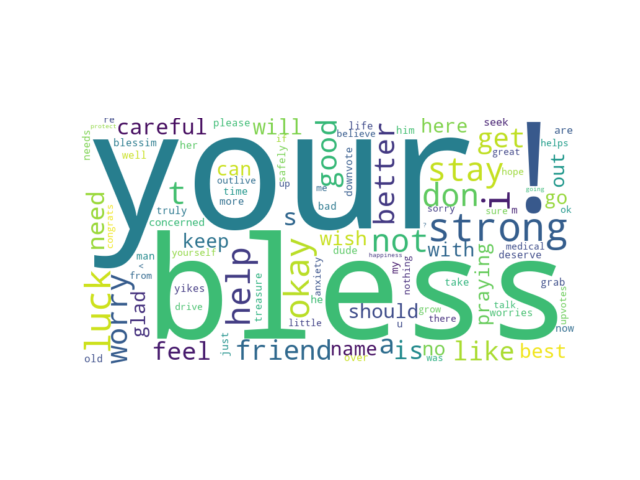 your
!
bless
strong
careful
will
good
better
here
get
stay
don
i
t
s
can
need
luck
worry
glad
help
keep
okay
wish
not
with
should
friend
feel
name
a
is
no
like
best
praying
out
go
re
protect
needs
blessim
well
her
please
if
safely
life
believe
him
downvote
me
up
bad
outlive
time
more
truly
concerned
yourself
congrats
man
<
from
yikes
drive
treasure
dude
anxiety
he
little
happiness
my
nothing
u
grow
there
take
talk
worries
medical
deserve
grab
upvotes
now
seek
great
hope
are
helps
sorry
sure
m
going
ok
?
old
just
over
was